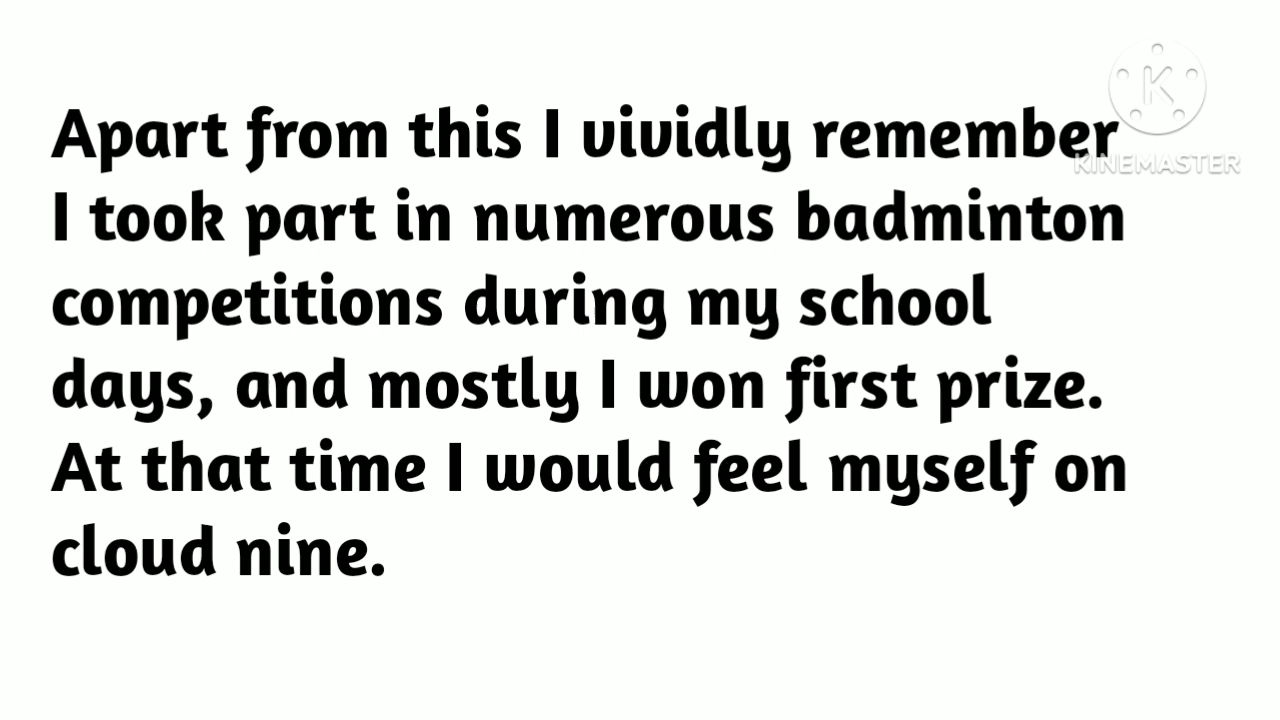 KINEMASTER
Apart from this I vividly remember
I took part in numerous badminton
competitions during my school
days, and mostly I won first prize.
At that time I would feel myself on
cloud nine.